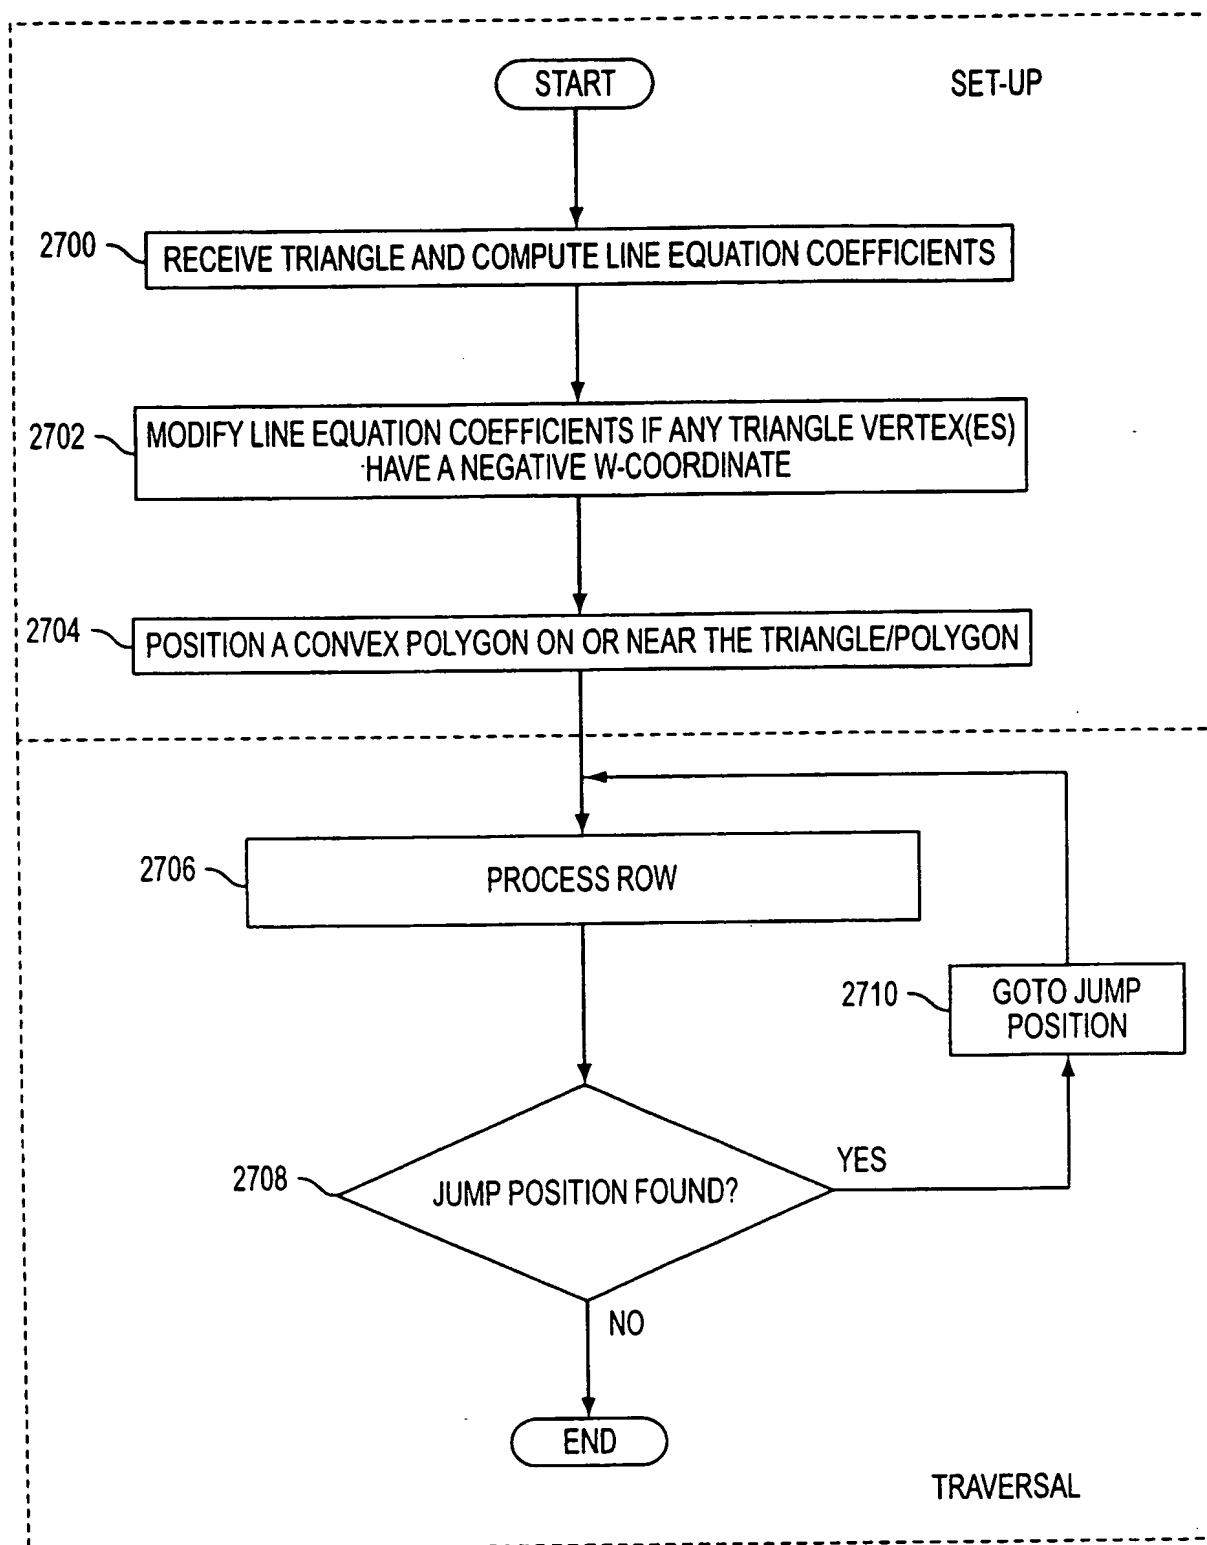 START
SET-UP
2700
RECEIVE TRIANGLE AND COMPUTE LINE EQUATION COEFFICIENTS
2702
MODIFY LINE EQUATION COEFFICIENTS IF ANY TRIANGLE VERTEX(ES)
HAVE A NEGATIVE W-COORDINATE
2704
POSITION A CONVEX POLYGON ON OR NEAR THE TRIANGLE/POLYGON
2706
PROCESS ROW
2710
GOTO JUMP
POSITION
2708
JUMP POSITION FOUND?
YES
NO
END
TRAVERSAL